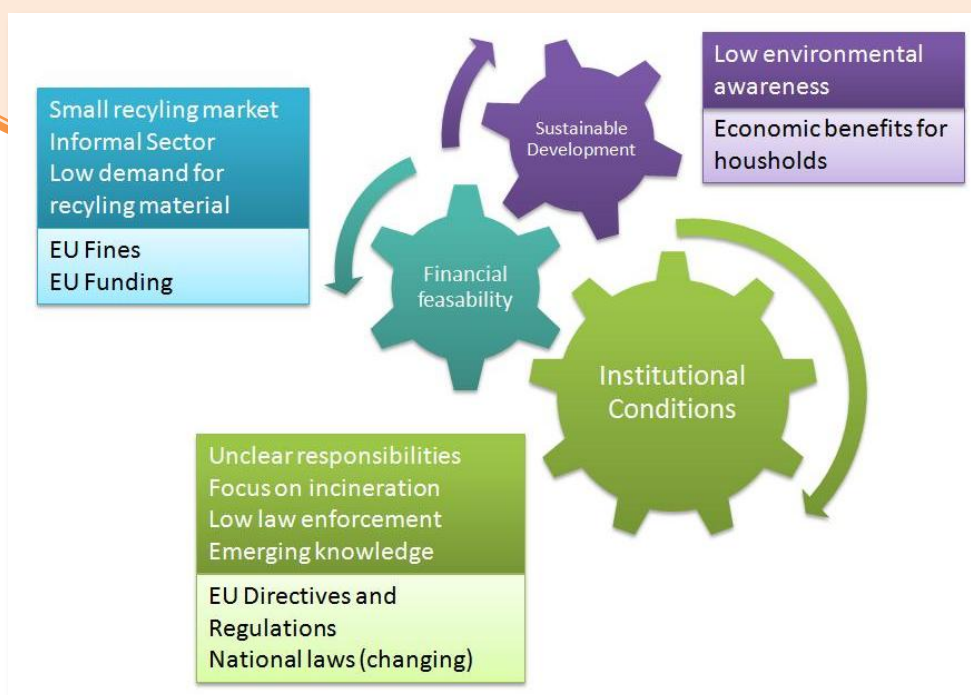 Small recyling market
Informal Sector
Low demand for
recyling material
EU Fines
EU Funding
Sustainable
Development
Low environmental
awareness
Economic benefits for
housholds
Financial
feasability
Institutional
Conditions
Unclear responsibilities
Focus on incineration
Low law enforcement
Emerging knowledge
EU Directives and
Regulations
National laws (changing)